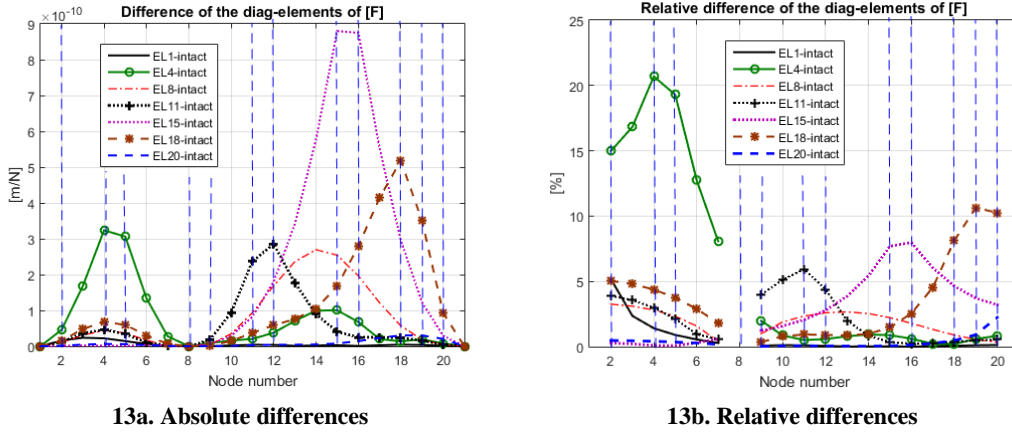 Difference of the diag-elements of [F]
×10-10
9
8
7
6
5
4
3
2
1
0
[m/N]
EL1-intact
EL4-intact
EL8-intact
EL11-intact
EL15-intact
EL18-intact
EL20-intact
2 4 6 8 10 12 14 16 18 20
Node number
13a. Absolute differences
Relative difference of the diag-elements of [F]
25
20
15
10
5
0
[%]
EL1-intact
EL4-intact
EL8-intact
EL11-intact
EL15-intact
EL18-intact
EL20-intact
2 4 6 8 10 12 14 16 18 20
Node number
13b. Relative differences